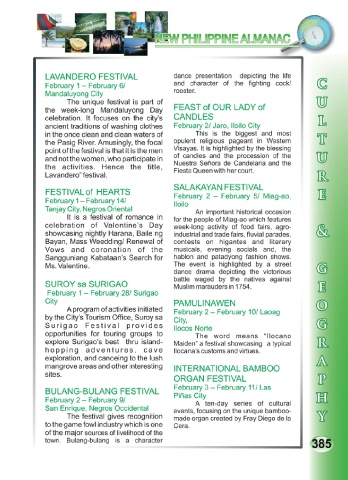 NEW PHILIPPINE ALMANAC
LAVANDERO FESTIVAL
February 1 – February 6/
Mandaluyong City
The unique festival is part of
the week-long Mandaluyong Day
celebration. It focuses on the city's
ancient traditions of washing clothes
in the once clean and clean waters of
the Pasig River. Amusingly, the focal
point of the festival is that it is the men
and not the women, who participate in
the activities. Hence the title,
Lavandero" festival.
FESTIVAL of HEARTS
February 1 – February 14/
Tanjay City, Negros Oriental
It is a festival of romance in
celebration of Valentine's Day
showcasing nightly Harana, Baile ng
Bayan, Mass Weedding/ Renewal of
Vows and coronation of the
Sangguniang Kabataan's Search for
Ms. Valentine.
SUROY sa SURIGAO
February 1 – February 28/ Surigao
City
A program of activities initiated
by the City's Tourism Office, Suroy sa
Surigao Festival provides
opportunities for touring groups to
explore Surigao's best thru island-
hopping adventures, cave
exploration, and canoeing to the lush
mangrove areas and other interesting
sites.
BULANG-BULANG FESTIVAL
February 2 – February 9/
San Enrique, Negros Occidental
The festival gives recognition
to the game fowl industry which is one
of the major sources of livelihood of the
town. Bulang-bulang is a character
dance presentation depicting the life
and character of the fighting cock/
rooster.
FEAST of OUR LADY of
CANDLES
February 2/ Jaro, Iloilo City
This is the biggest and most
opulent religious pageant in Western
Visayas. It is highlighted by the blessing
of candles and the procession of the
Nuestra Señora de Candelaria and the
Fiesta Queen with her court.
SALAKAYAN FESTIVAL
February 2 – February 5/ Miag-ao,
Iloilo
An important historical occasion
for the people of Miag-ao which features
week-long activity of food fairs, agro-
industrial and trade fairs, fluvial parades,
contests on higantes and literary
musicals, evening socials and, the
hablon and patadyong fashion shows.
The event is highlighted by a street
dance drama depicting the victorious
battle waged by the natives against
Muslim marauders in 1754.
PAMULINAWEN
February 2 – February 10/ Laoag
City,
Ilocos Norte
The word means "Ilocano
Maiden" a festival showcasing a typical
Ilocana's customs and virtues.
INTERNATIONAL BAMBOO
ORGAN FESTIVAL
February 3 – February 11/ Las
Piñas City
A ten-day series of cultural
events, focusing on the unique bamboo-
made organ created by Fray Diego de la
Cera.
C
U
L
T
U
R
E
&
G
E
O
G
R
A
P
H
Y
385